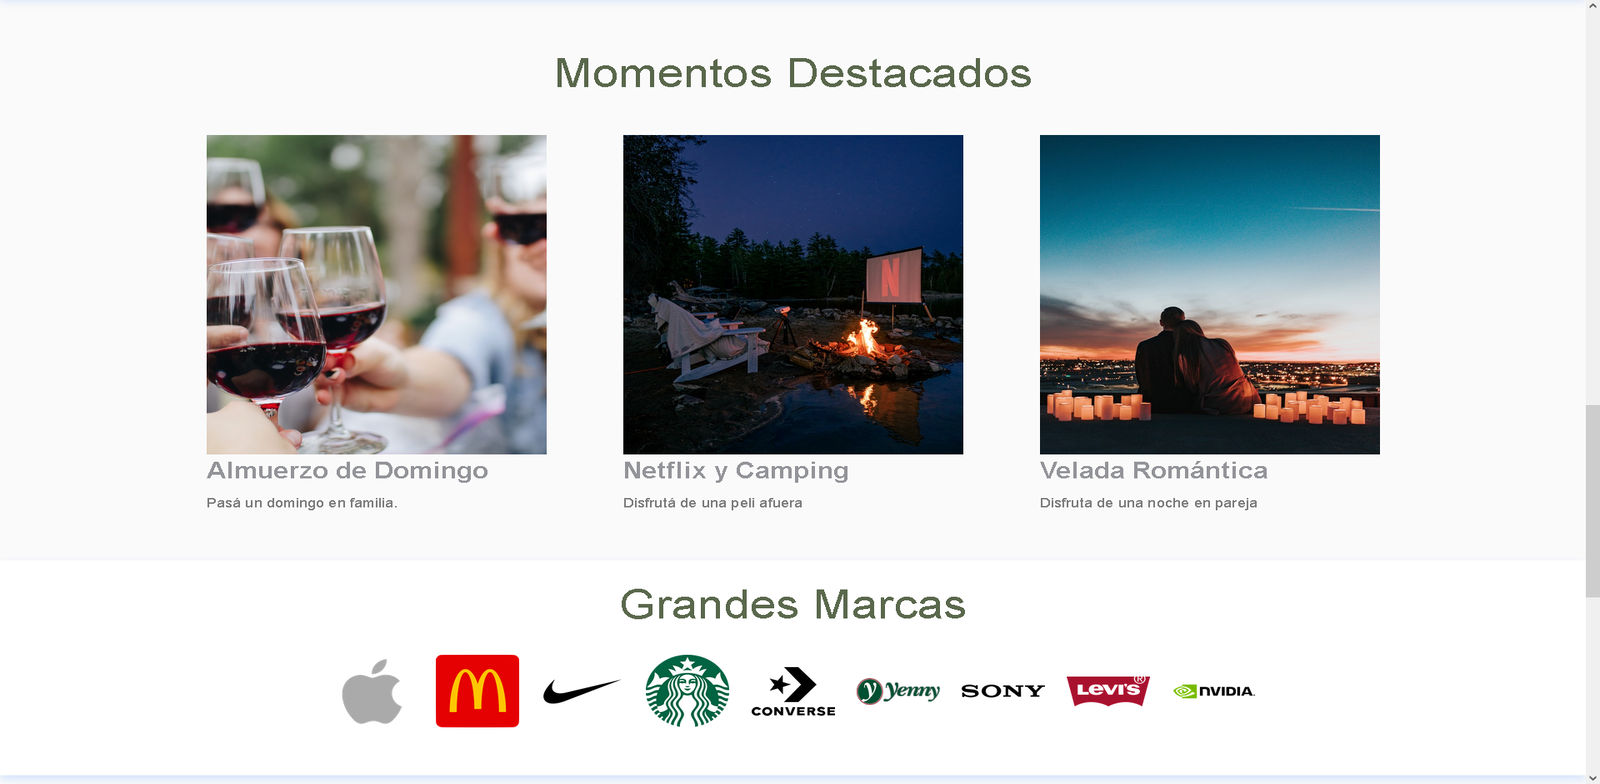 Momentos Destacados
N
Almuerzo de Domingo
Pasá un domingo en familia.
Netflix y Camping
Disfrutá de una peli afuera
Velada Romántica
Disfruta de una noche en pareja
Grandes Marcas
M
CONVERSE
Y Yenny
SONY
LEVI'S ®
NVIDIA.